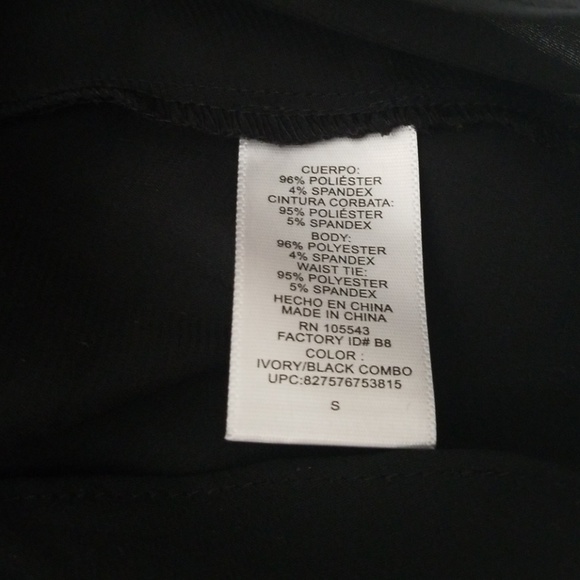 CUERPO:
96% POLIÉSTER
4% SPANDEX
CINTURA CORBATA:
95% POLIÉSTER
5% SPANDEX
BODY:
96% POLYESTER
4% SPANDEX
WAIST TIE:
95% POLYESTER
5% SPANDEX
HECHO EN CHINA
MADE IN CHINA
RN 105543
FACTORY ID# B8
COLOR :
IVORY/BLACK COMBO
UPC:827576753815
S